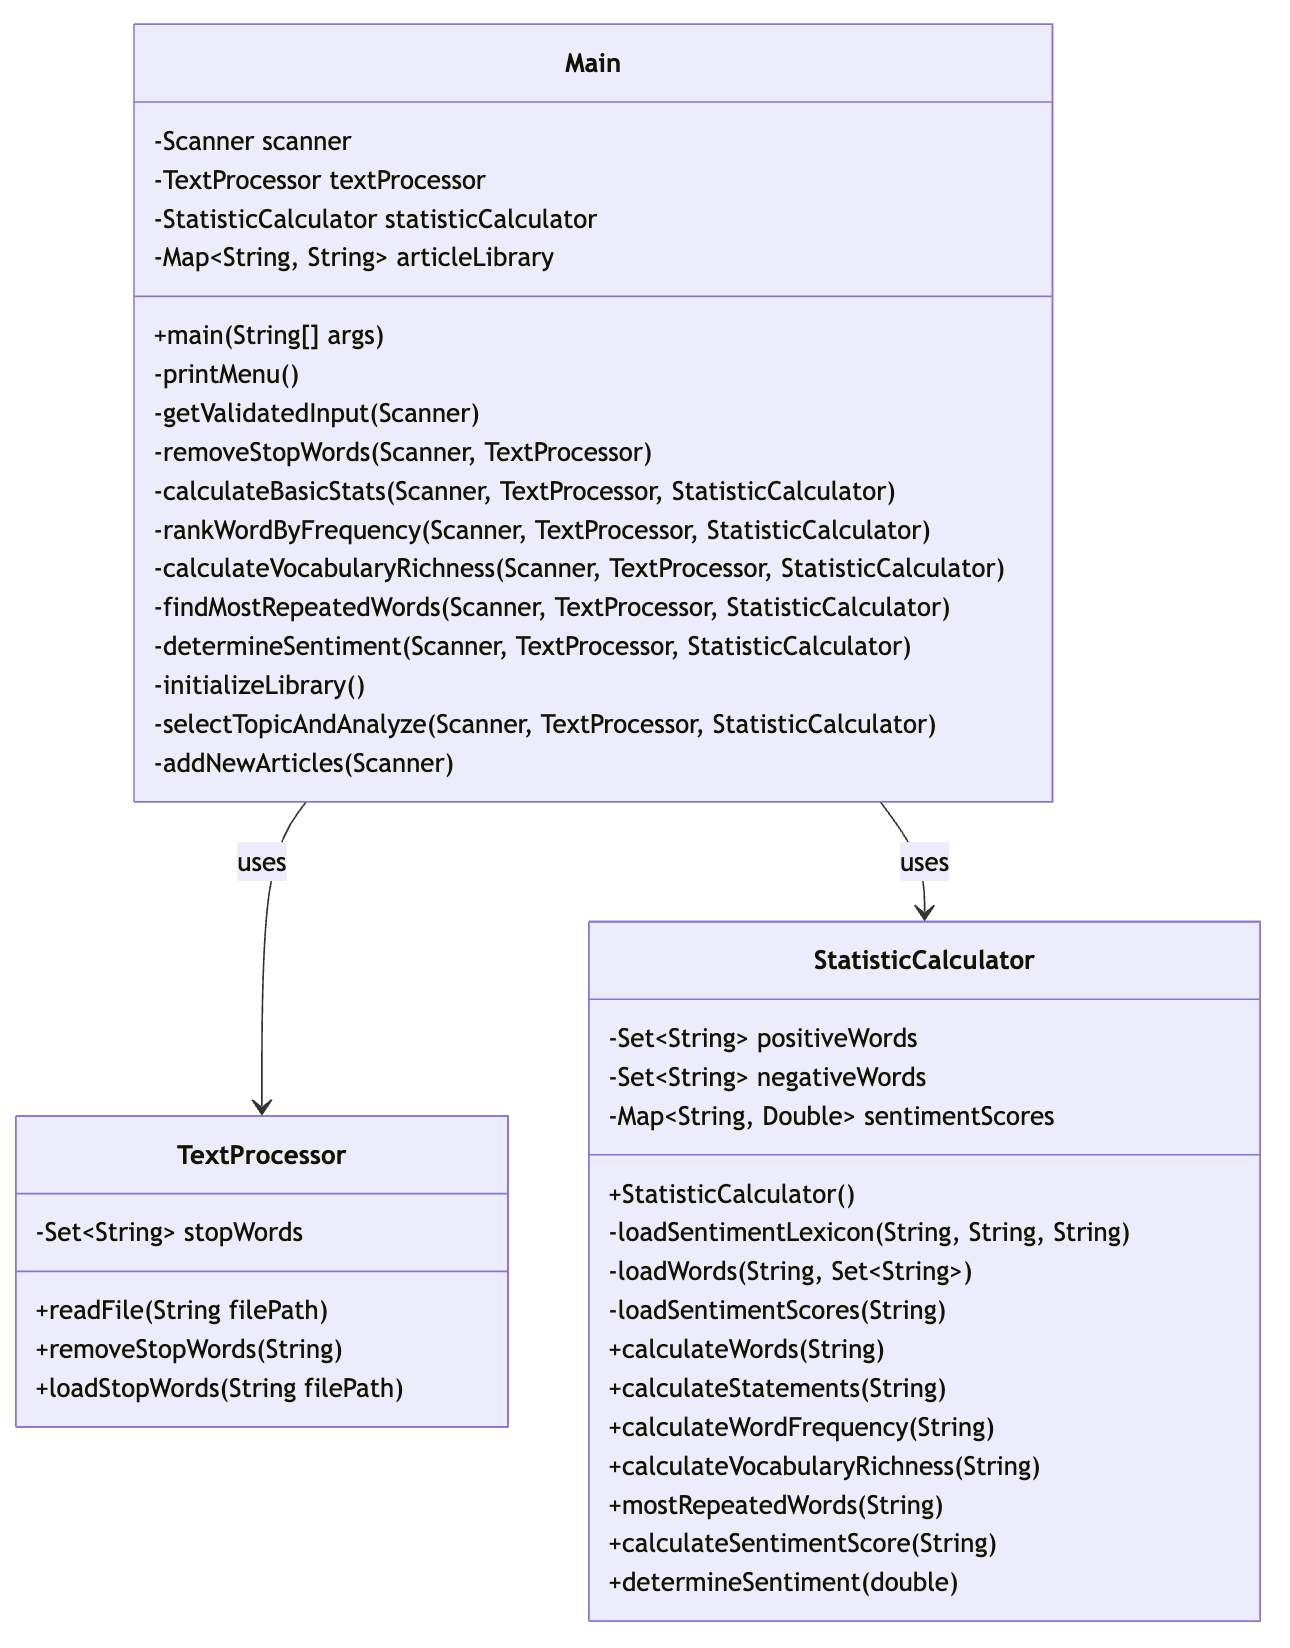 Main
-Scanner scanner
-TextProcessor textProcessor
-StatisticCalculator statisticCalculator
-Map<String, String> articleLibrary
+main(String[] args)
-printMenu()
-getValidatedInput(Scanner)
-removeStopWords(Scanner, TextProcessor)
-calculateBasicStats(Scanner, TextProcessor, StatisticCalculator)
-rankWordByFrequency(Scanner, TextProcessor, StatisticCalculator)
-calculateVocabularyRichness(Scanner, TextProcessor, StatisticCalculator)
-findMostRepeatedWords(Scanner, TextProcessor, StatisticCalculator)
-determineSentiment(Scanner, TextProcessor, StatisticCalculator)
-initializeLibrary()
-selectTopicAndAnalyze(Scanner, TextProcessor, StatisticCalculator)
-addNewArticles(Scanner)
uses
uses
TextProcessor
-Set<String> stopWords
+readFile(String filePath)
+removeStopWords(String)
+loadStopWords(String filePath)
StatisticCalculator
-Set<String> positiveWords
-Set<String> negativeWords
-Map<String, Double> sentimentScores
+StatisticCalculator()
-loadSentimentLexicon(String, String, String)
-loadWords(String, Set<String>)
-loadSentimentScores(String)
+calculateWords(String)
+calculateStatements(String)
+calculateWordFrequency(String)
+calculateVocabularyRichness(String)
+mostRepeatedWords(String)
+calculateSentimentScore(String)
+determineSentiment(double)